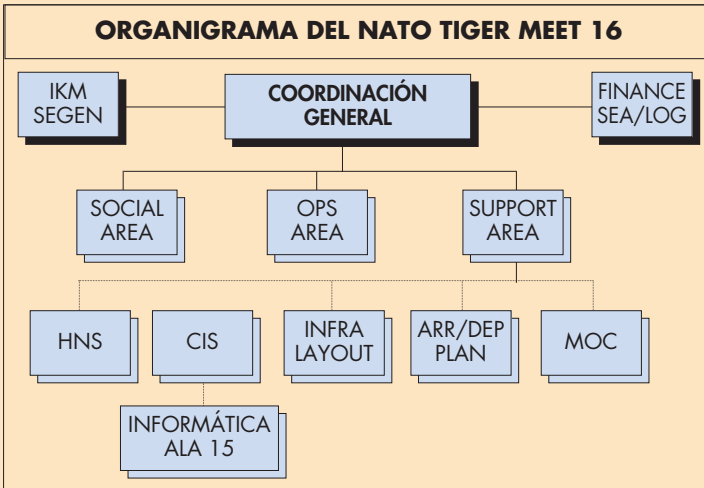 ORGANIGRAMA DEL NATO TIGER MEET 16
IKM
SEGEN
COORDINACIÓN
GENERAL
FINANCE
SEA/LOG
SOCIAL
AREA
OPS
AREA
SUPPORT
AREA
HNS
CIS
INFRA
LAYOUT
ARR/DEP
PLAN
MOC
INFORMÁTICA
ALA 15